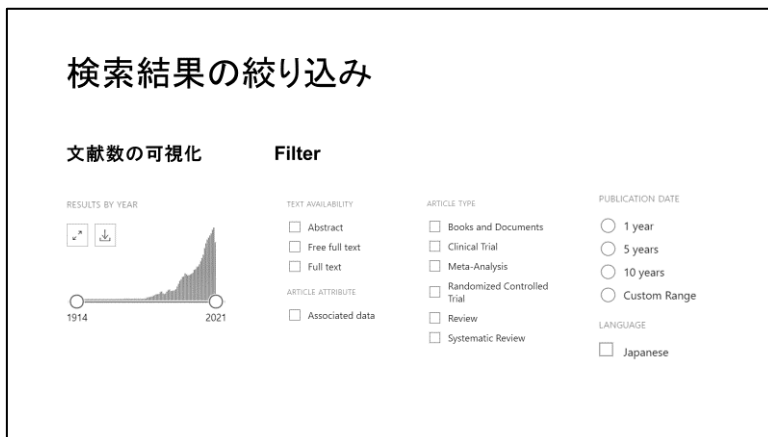 検索結果の絞り込み
文献数の可視化
Filter
RESULTS BY YEAR
1914
2021
TEXT AVAILABILITY
Abstract
Free full text
Full text
ARTICLE ATTRIBUTE
Associated data
ARTICLE TYPE
Books and Documents
Clinical Trial
Meta-Analysis
Randomized Controlled
Trial
Review
Systematic Review
PUBLICATION DATE
1 year
5 years
10 years
Custom Range
LANGUAGE
Japanese